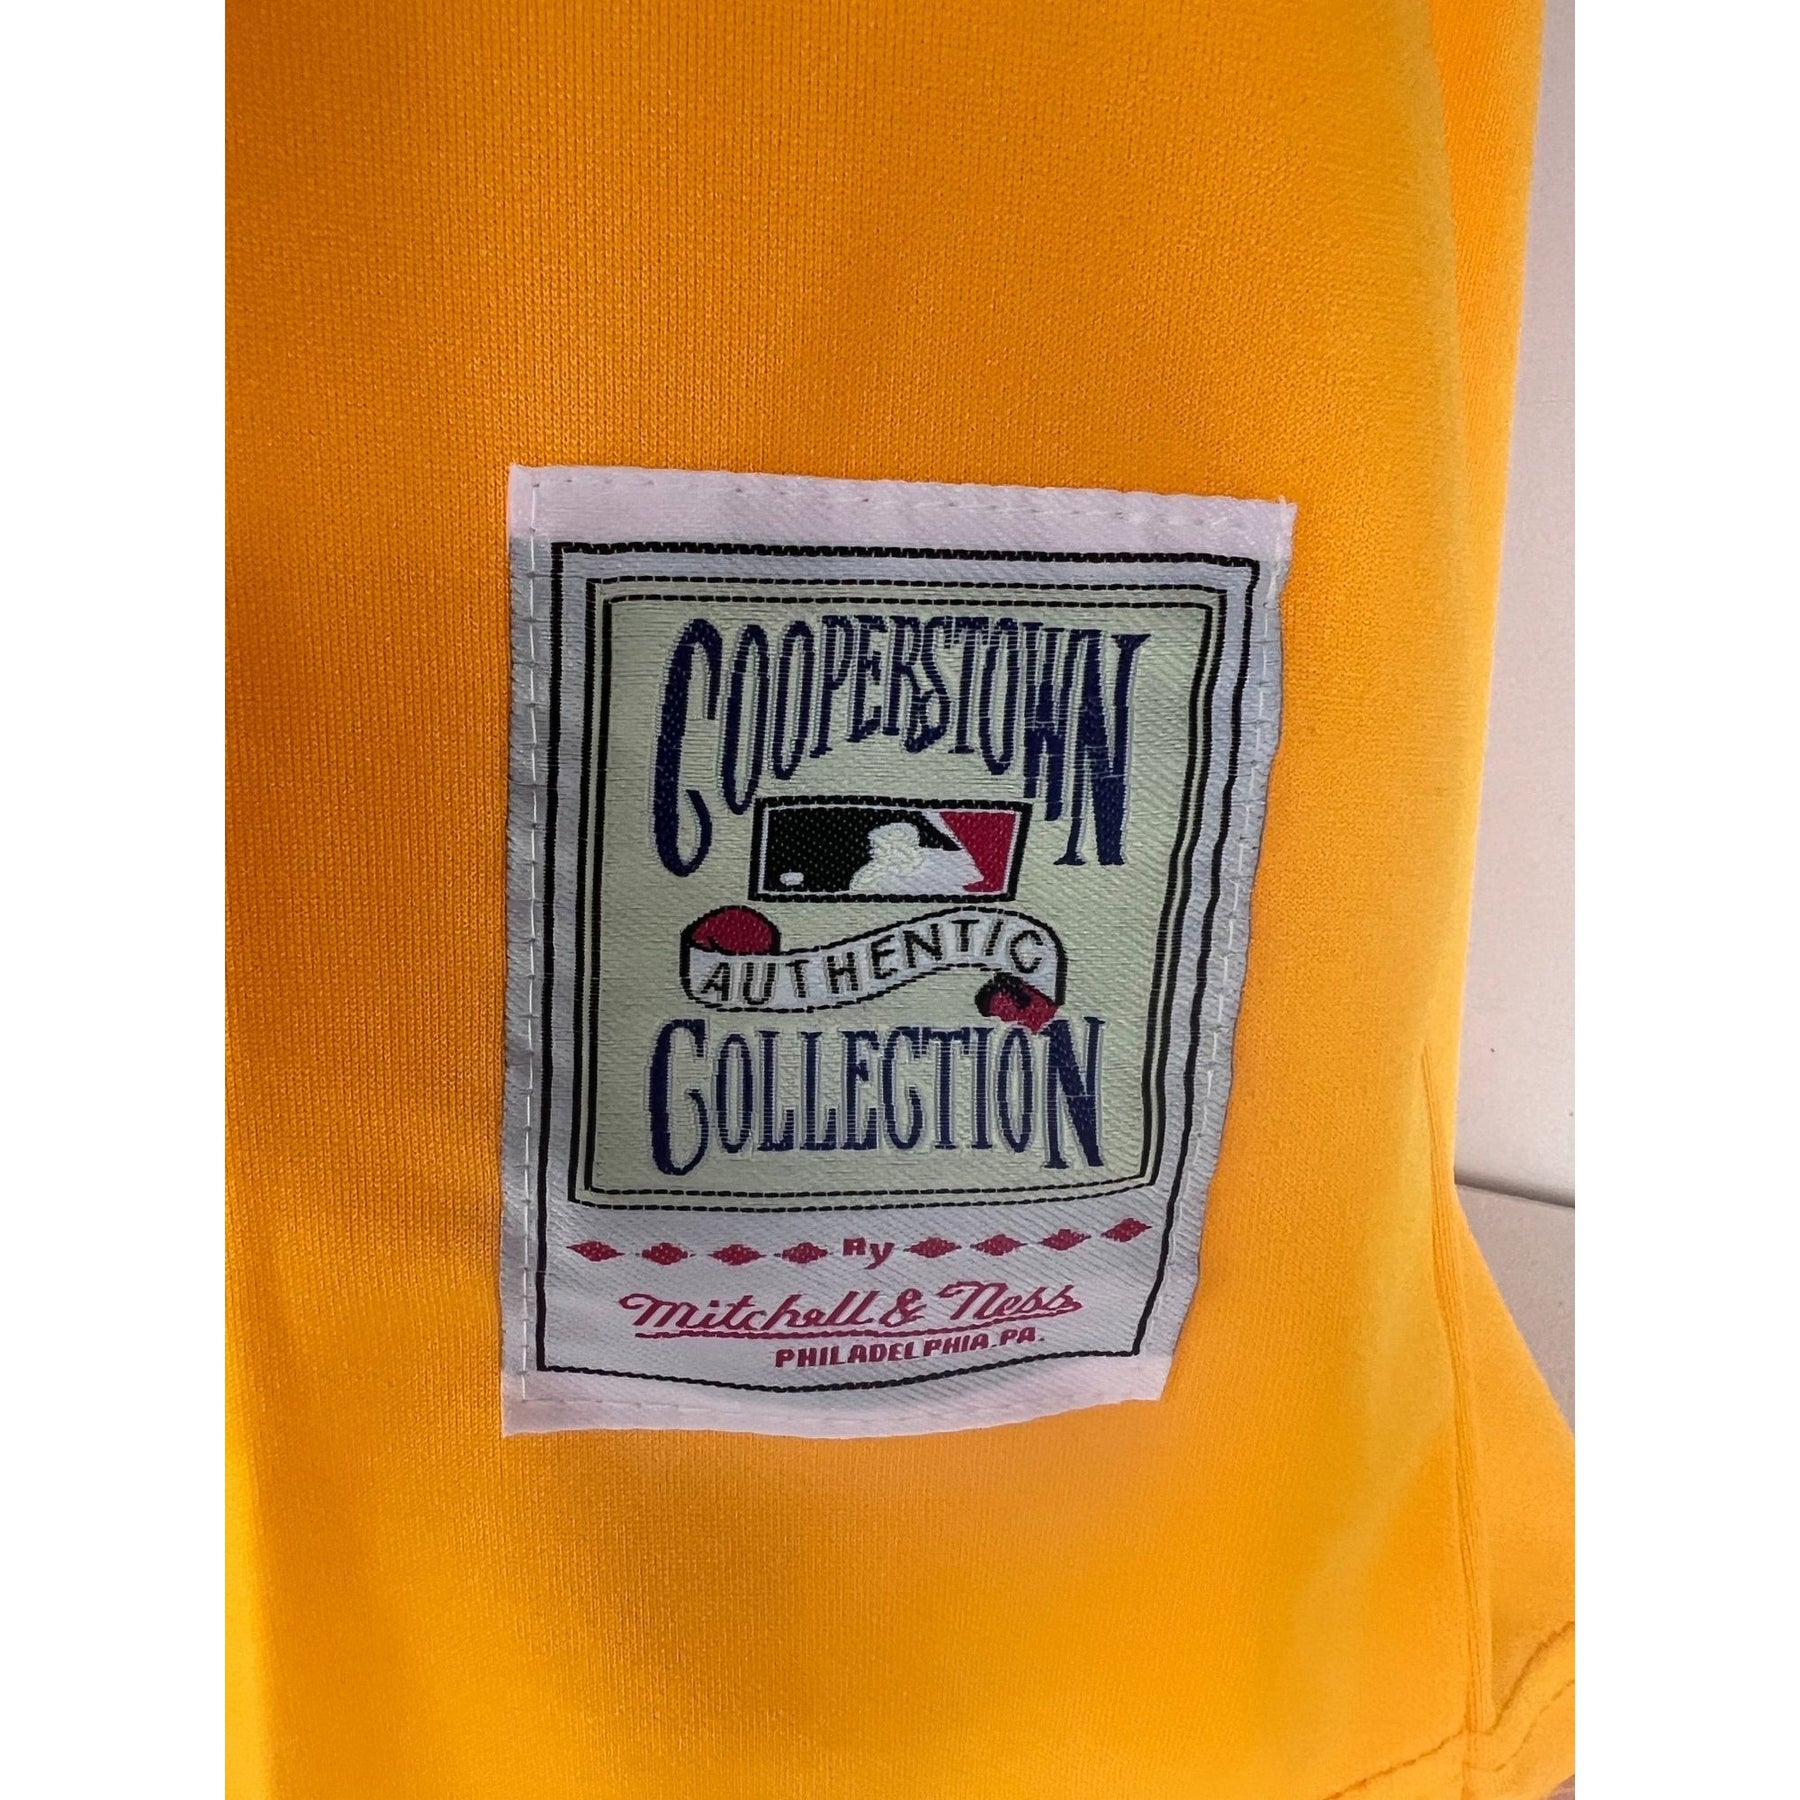 COOPERSTOWN
AUTHENTIC
COLLECTION
By
Mitchell & Ness
PHILADELPHIA, PA.